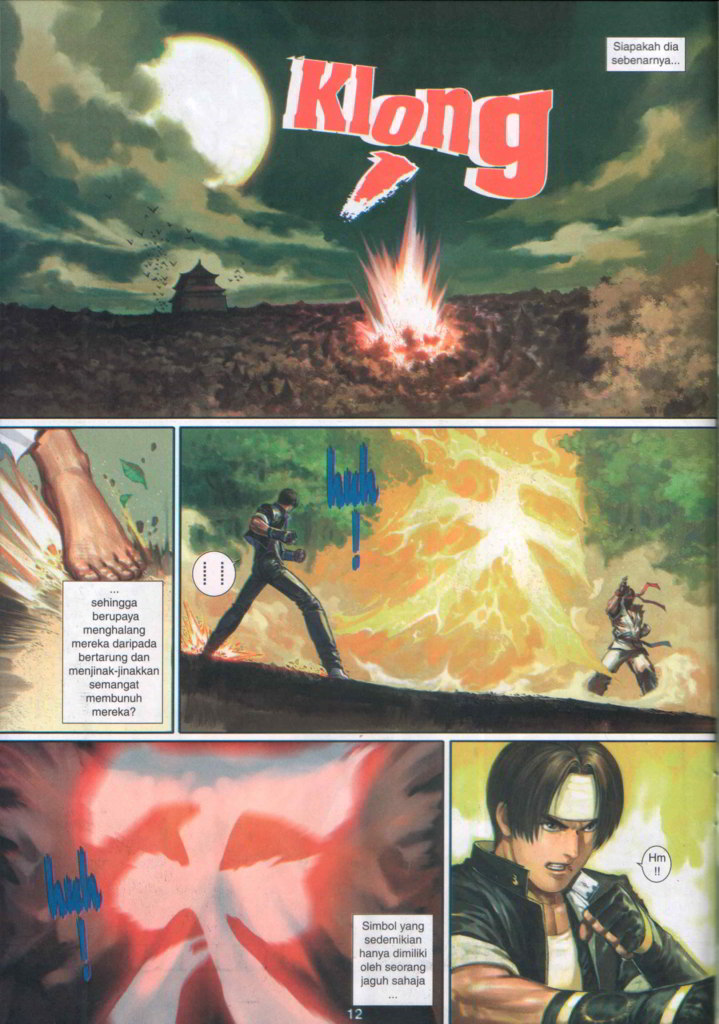 Siapakah dia
sebenarnya...
Klong
!
...
sehingga
berupaya
menghalang
mereka daripada
bertarung dan
menjinak-jinakkan
semangat
membunuh
mereka?
huh
!
!!
huh
!
Simbol yang
sedemikian
hanya dimiliki
oleh seorang
jaguh sahaja
...
Hm
!!
12